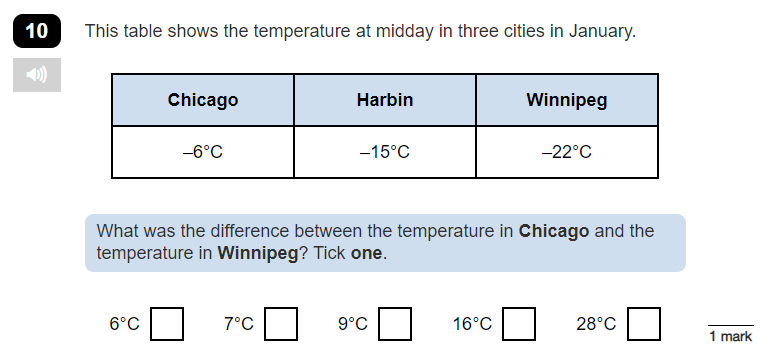 10 This table shows the temperature at midday in three cities in January.
Chicago Harbin Winnipeg
–6°C –15°C –22°C
What was the difference between the temperature in Chicago and the
temperature in Winnipeg? Tick one.
6°C 7°C 9°C 16°C 28°C
1 mark